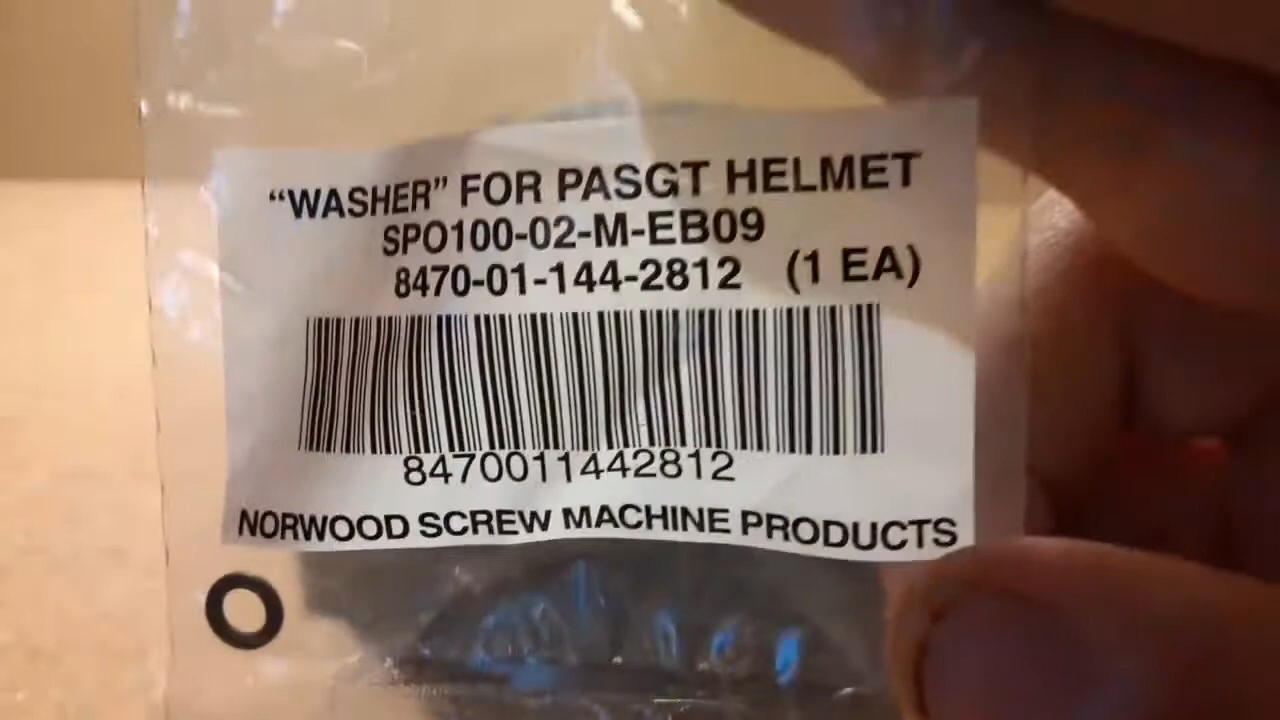 “WASHER” FOR PASGT HELMET
SPO100-02-M-EB09
8470-01-144-2812 (1 EA)
8470011442812
NORWOOD SCREW MACHINE PRODUCTS